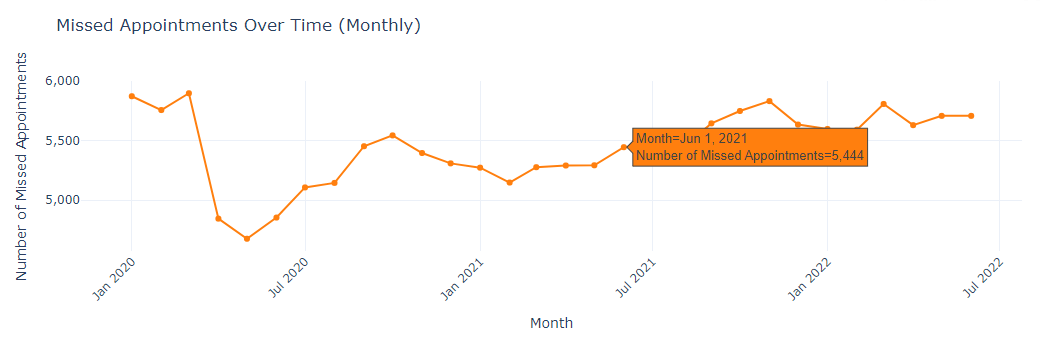 Missed Appointments Over Time (Monthly)
Number of Missed Appointments
6,000
5,500
5,000
Month=Jun 1, 2021
Number of Missed Appointments=5,444
Jan 2020
Jul 2020
Jan 2021
Jul 2021
Jan 2022
Jul 2022
Month